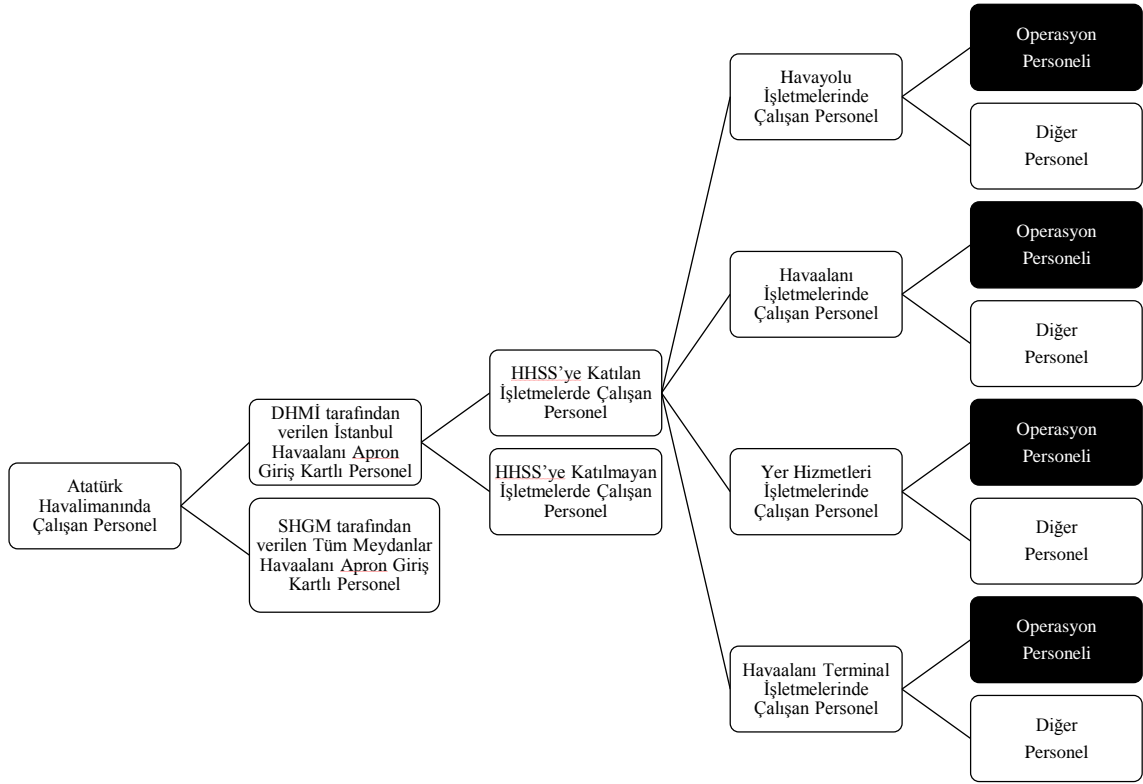 Atatürk
Havalimanında
Çalışan Personel
DHMİ tarafından
verilen İstanbul
Havaalanı Apron
Giriş Kartlı Personel
SHGM tarafından
verilen Tüm Meydanlar
Havaalanı Apron Giriş
Kartlı Personel
HHSS’ye Katılan
İşletmelerde Çalışan
Personel
HHSS’ye Katılmayan
İşletmelerde Çalışan
Personel
Havayolu
İşletmelerinde
Çalışan Personel
Operasyon
Personeli
Diğer
Personel
Havaalanı
İşletmelerinde
Çalışan Personel
Operasyon
Personeli
Diğer
Personel
Yer Hizmetleri
İşletmelerinde
Çalışan Personel
Operasyon
Personeli
Diğer
Personel
Havaalanı Terminal
İşletmelerinde
Çalışan Personel
Operasyon
Personeli
Diğer
Personel